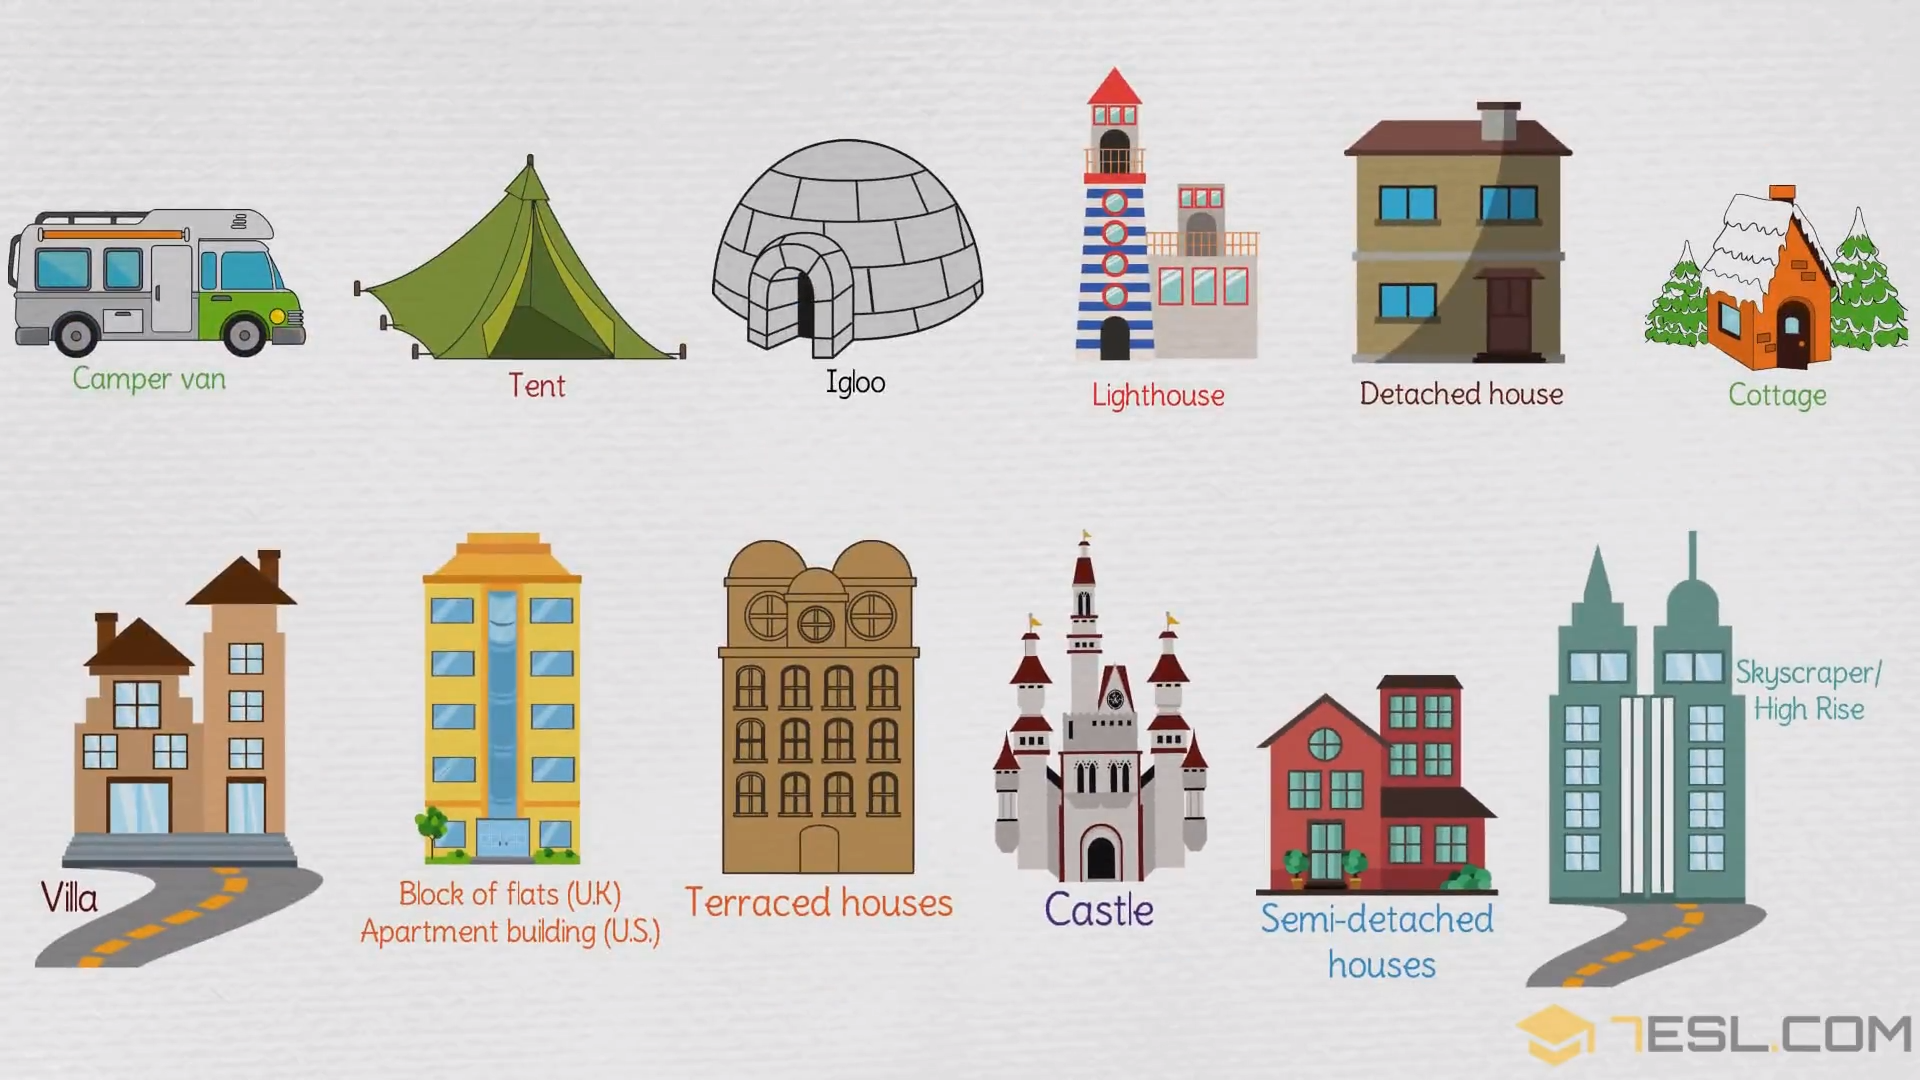 Camper van
Tent
Igloo
Lighthouse
Detached house
Cottage
Villa
Block of flats (U.K)
Apartment building (U.S.)
Terraced houses
Castle
Semi-detached
houses
Skyscraper/
High Rise
7ESL.COM